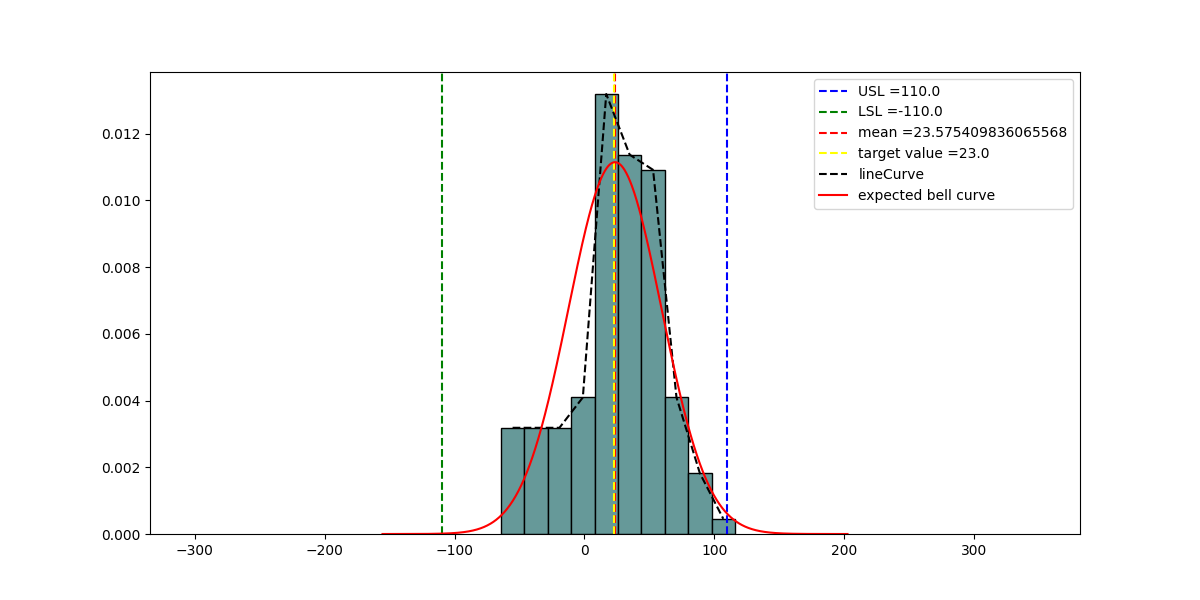 USL =110.0
LSL =-110.0
mean =23.575409836065568
target value =23.0
lineCurve
expected bell curve
0.012
0.010
0.008
0.006
0.004
0.002
0.000
−300 −200 −100 0 100 200 300